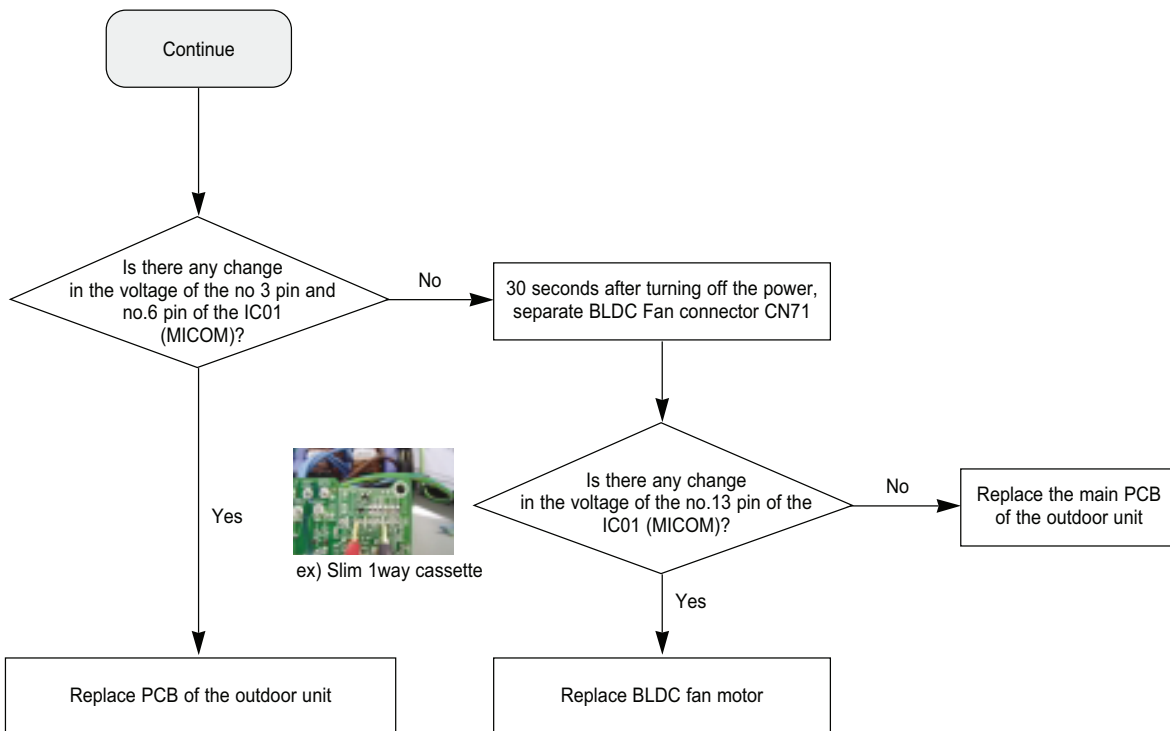 Continue
Is there any change
in the voltage of the no 3 pin and
no.6 pin of the IC01
(MICOM)?
No
30 seconds after turning off the power,
separate BLDC Fan connector CN71
Yes
ex) Slim 1way cassette
Is there any change
in the voltage of the no.13 pin of the
IC01 (MICOM)?
No
Replace the main PCB
of the outdoor unit
Yes
Replace PCB of the outdoor unit
Replace BLDC fan motor